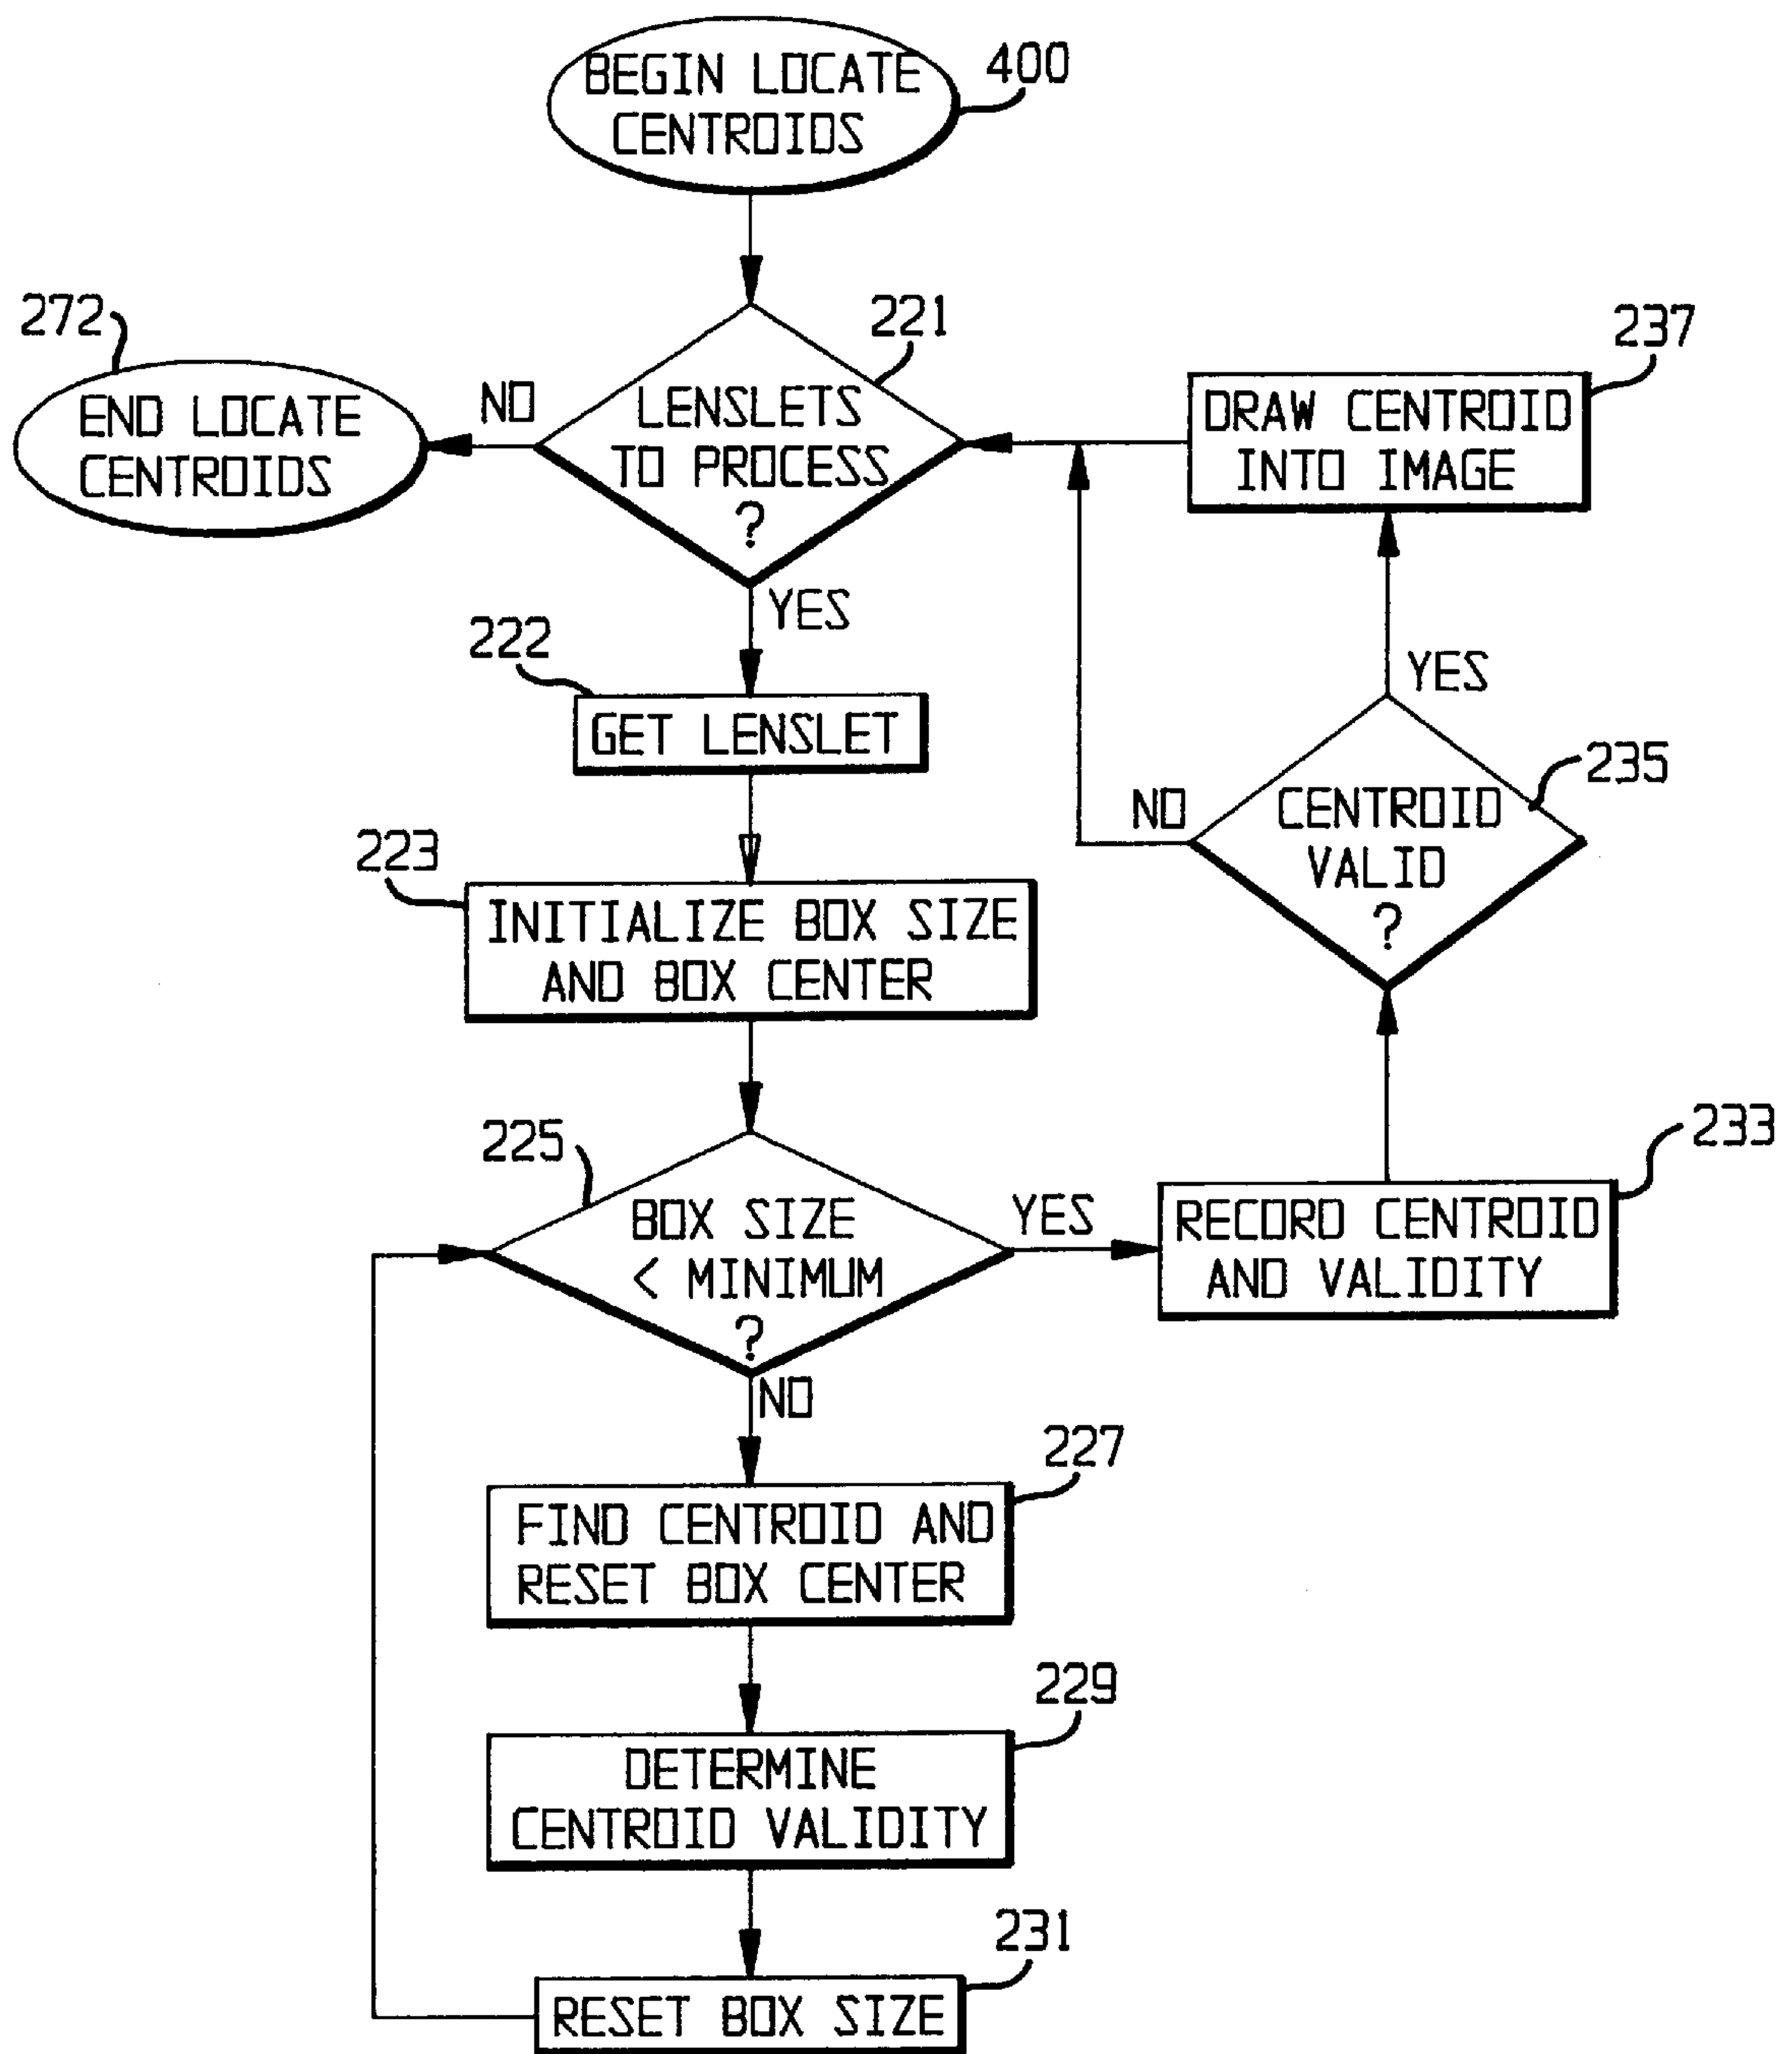 BEGIN LOCATE
CENTROIDS
400
272
END LOCATE
CENTROIDS
NO
221
LENSLETS
TO PROCESS
?
YES
237
DRAW CENTROID
INTO IMAGE
222
GET LENSLET
YES
235
NO
CENTROID
VALID
?
223
INITIALIZE BOX SIZE
AND BOX CENTER
225
BOX SIZE
< MINIMUM
?
YES
233
RECORD CENTROID
AND VALIDITY
NO
227
FIND CENTROID AND
RESET BOX CENTER
229
DETERMINE
CENTROID VALIDITY
231
RESET BOX SIZE